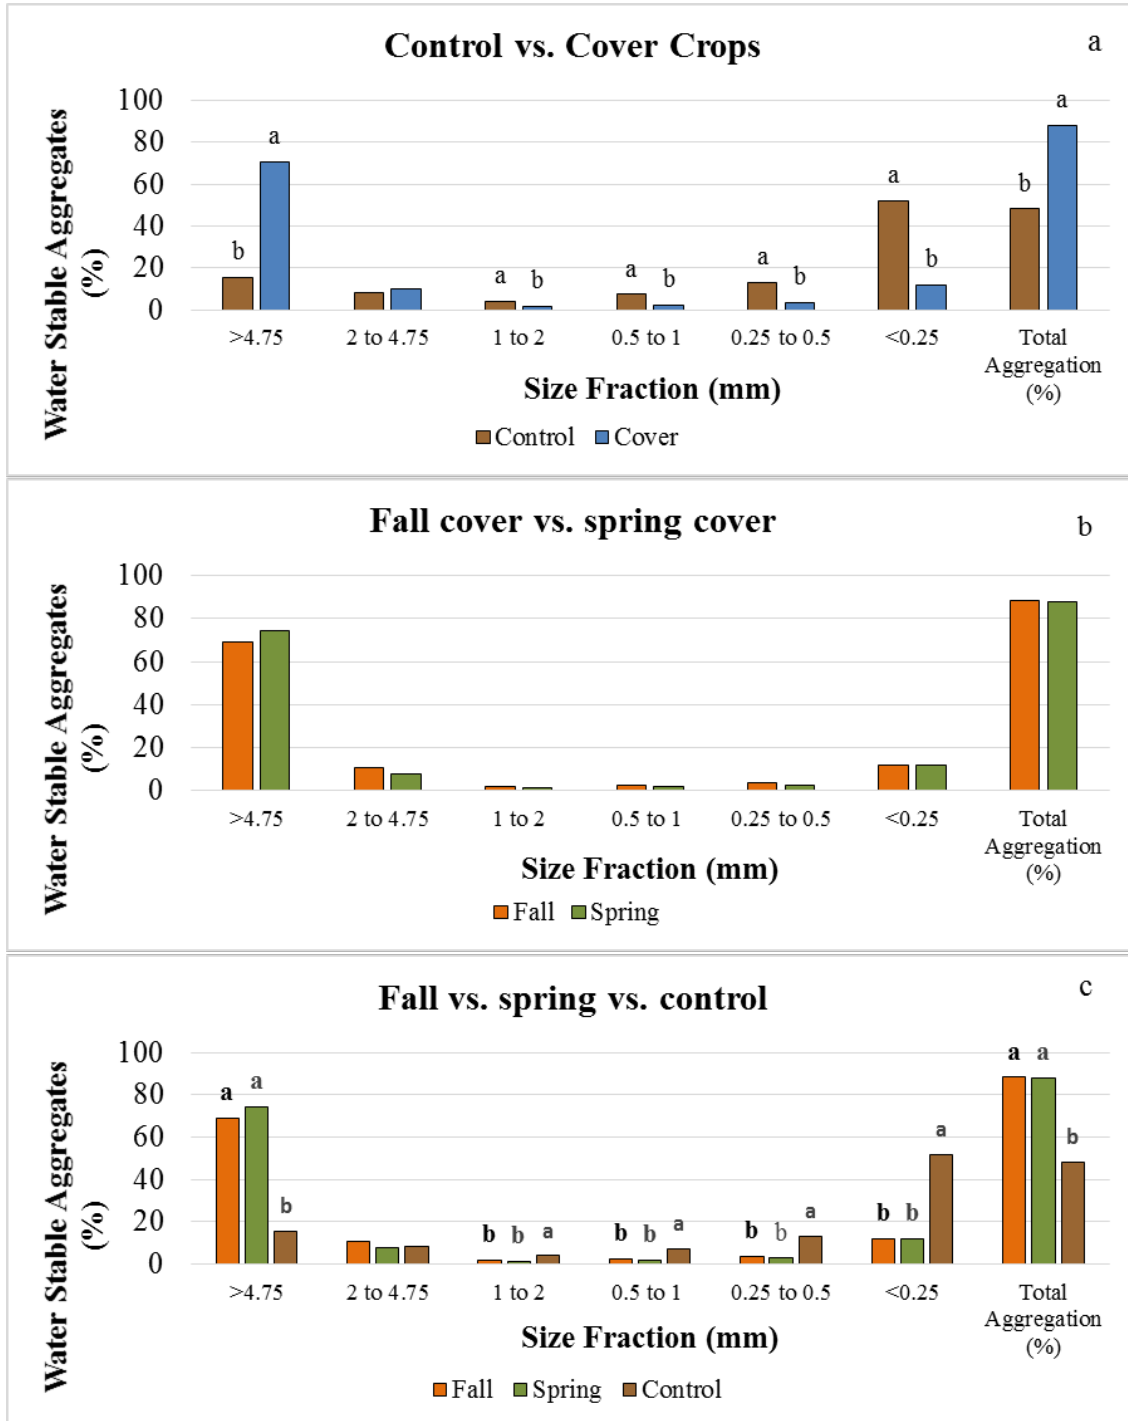 Control vs. Cover Crops
a
Water Stable Aggregates
(%)
100
80
60
40
20
0
b
a
a
b
a
b
a
b
a
b
b
a
>4.75
2 to 4.75
1 to 2
0.5 to 1
0.25 to 0.5
<0.25
Total
Aggregation
(%)
Size Fraction (mm)
Control
Cover
Fall cover vs. spring cover
b
Water Stable Aggregates
(%)
100
80
60
40
20
0
>4.75
2 to 4.75
1 to 2
0.5 to 1
0.25 to 0.5
<0.25
Total
Aggregation
(%)
Size Fraction (mm)
Fall
Spring
Fall vs. spring vs. control
c
Water Stable Aggregates
(%)
100
80
60
40
20
0
a
a
b
b
b
a
b
b
a
b
b
a
b
b
a
a
a
b
>4.75
2 to 4.75
1 to 2
0.5 to 1
0.25 to 0.5
<0.25
Total
Aggregation
(%)
Size Fraction (mm)
Fall
Spring
Control